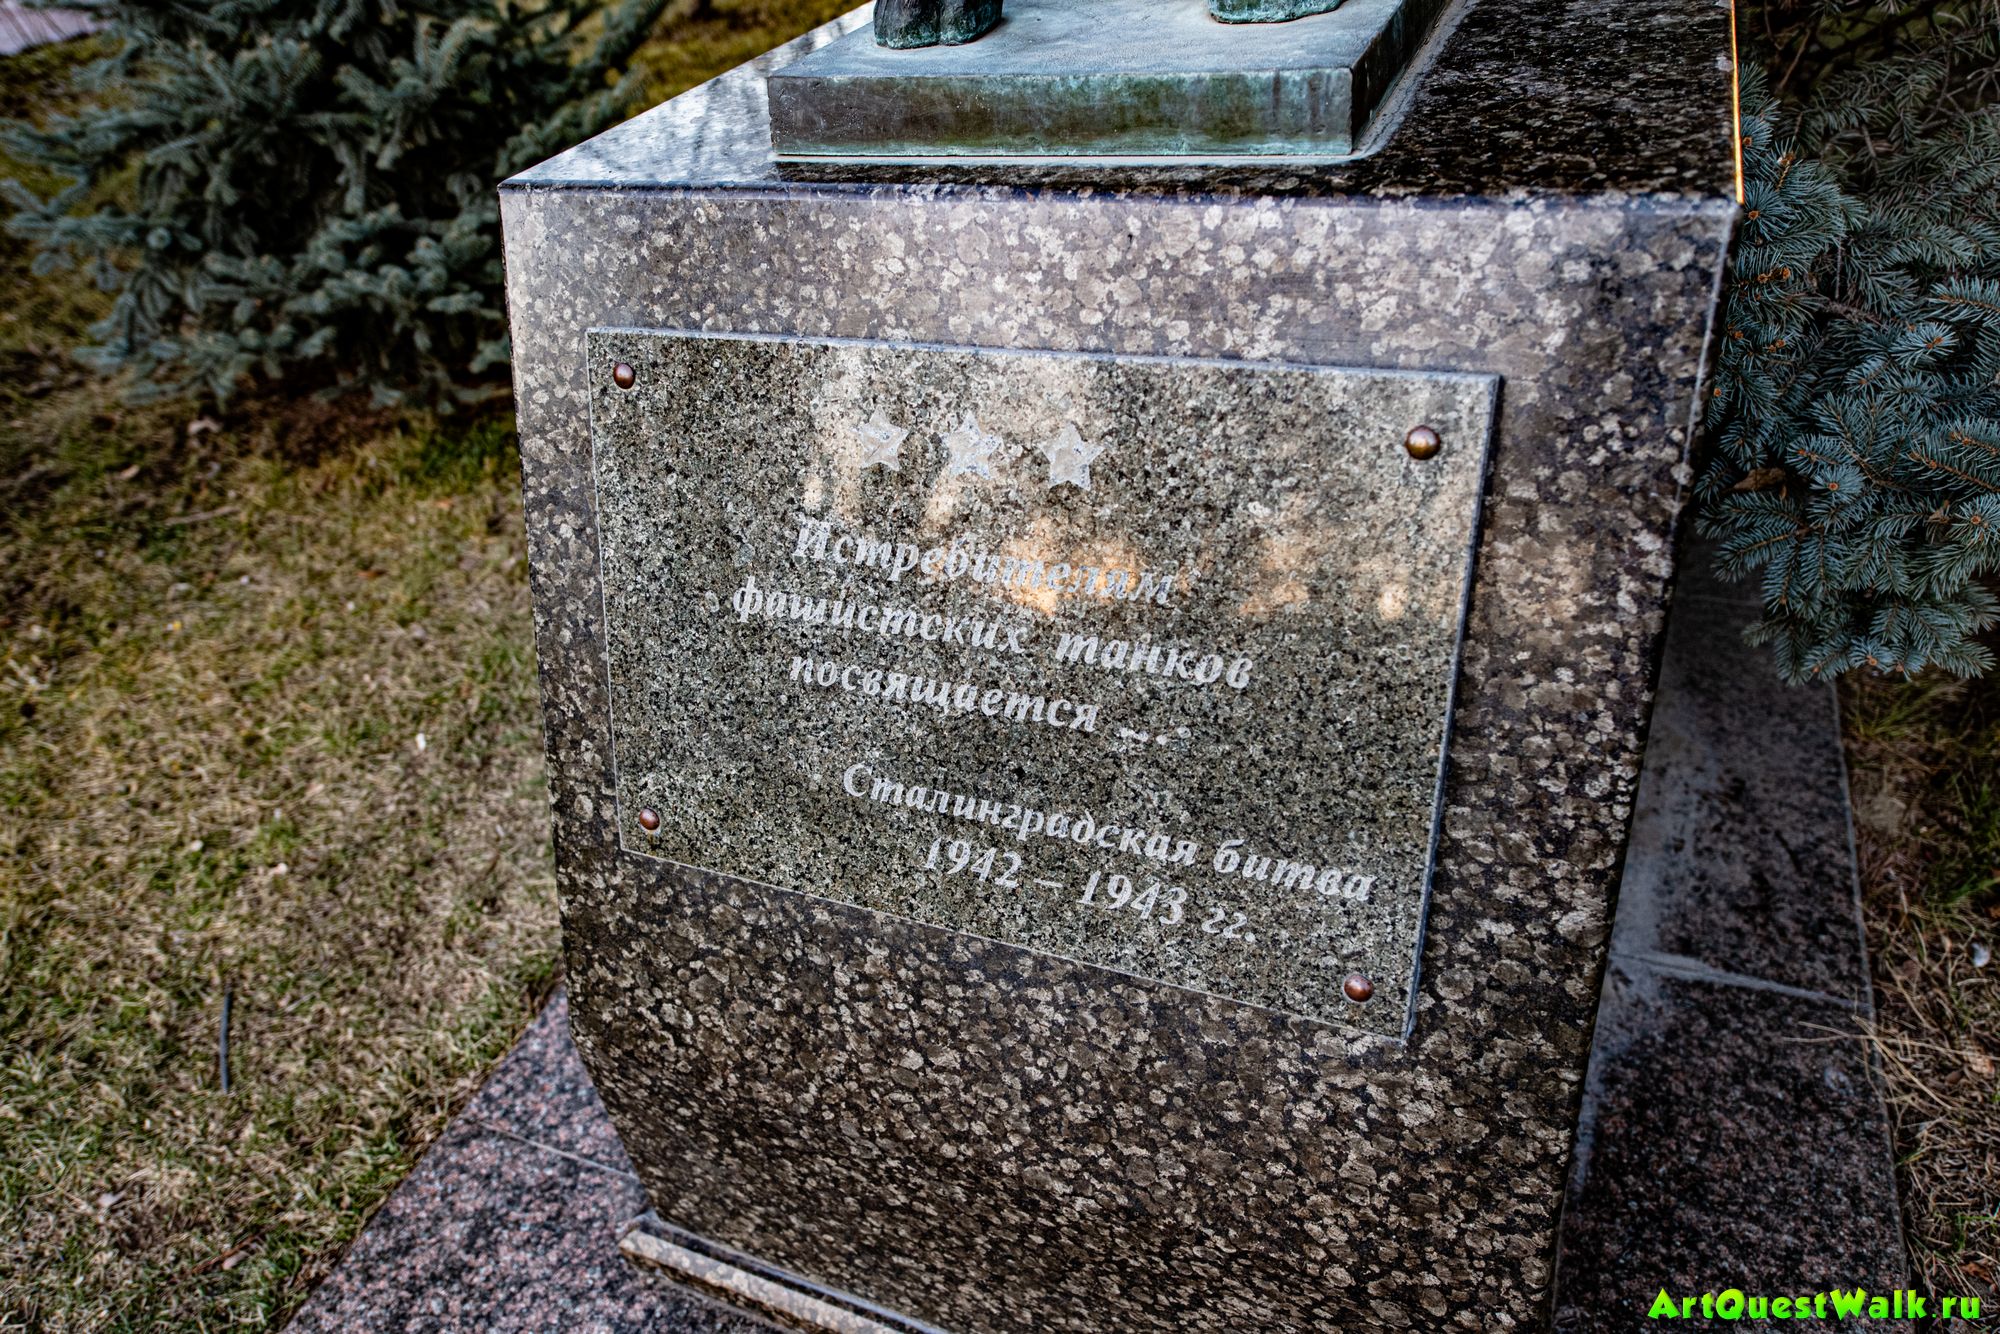 Истребителям
фашистских танков
посвящается ...
Сталинградская битва
1942 – 1943 гг.
ArtQuestWalk.ru